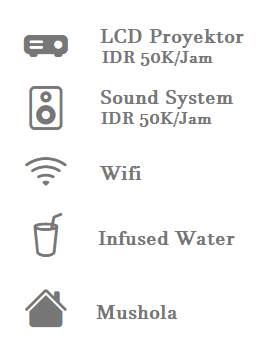 LCD Proyektor
IDR 50K/Jam
Sound System
IDR 50K/Jam
Wifi
Infused Water
Mushola